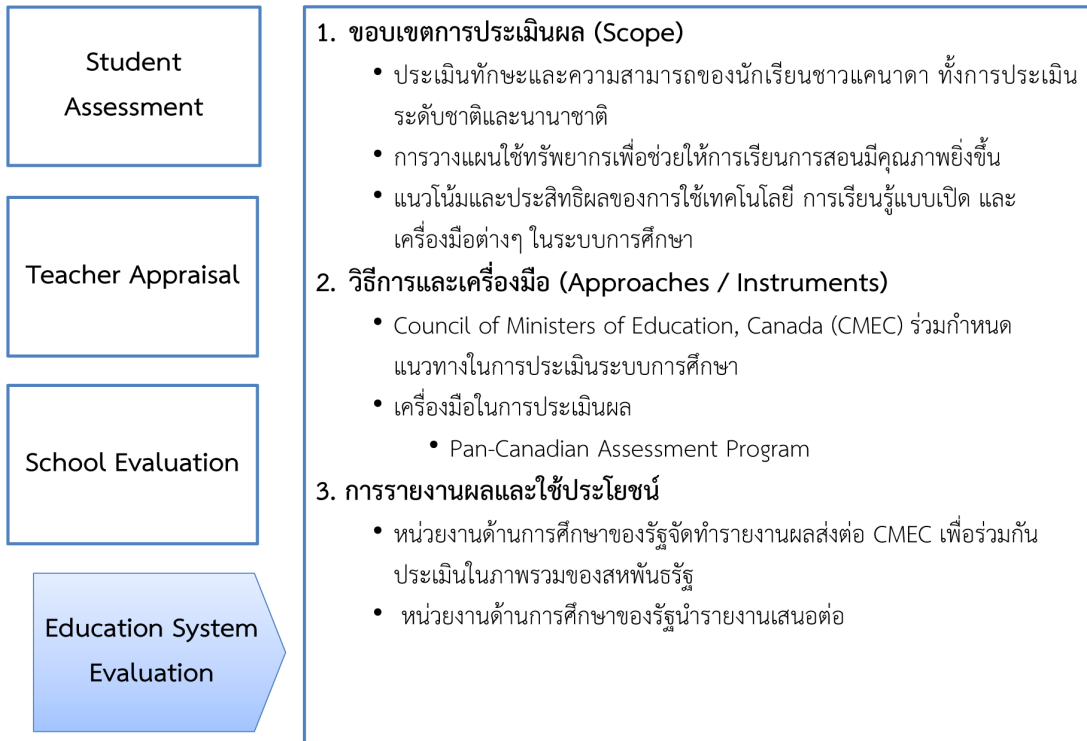 Student
Assessment
Teacher Appraisal
School Evaluation
Education System
Evaluation
1. ขอบเขตการประเมินผล (Scope)
• ประเมินทักษะและความสามารถของนักเรียนชาวแคนาดา ทั้งการประเมิน
ระดับชาติและนานาชาติ
• การวางแผนใช้ทรัพยากรเพื่อช่วยให้การเรียนการสอนมีคุณภาพยิ่งขึ้น
• แนวโน้มและประสิทธิผลของการใช้เทคโนโลยี การเรียนรู้แบบเปิด และ
เครื่องมือต่างๆ ในระบบการศึกษา
2. วิธีการและเครื่องมือ (Approaches / Instruments)
• Council of Ministers of Education, Canada (CMEC) ร่วมกำหนด
แนวทางในการประเมินระบบการศึกษา
• เครื่องมือในการประเมินผล
• Pan-Canadian Assessment Program
3. การรายงานผลและใช้ประโยชน์
• หน่วยงานด้านการศึกษาของรัฐจัดทำรายงานผลส่งต่อ CMEC เพื่อร่วมกัน
ประเมินในภาพรวมของสหพันธรัฐ
• หน่วยงานด้านการศึกษาของรัฐนำรายงานเสนอต่อ